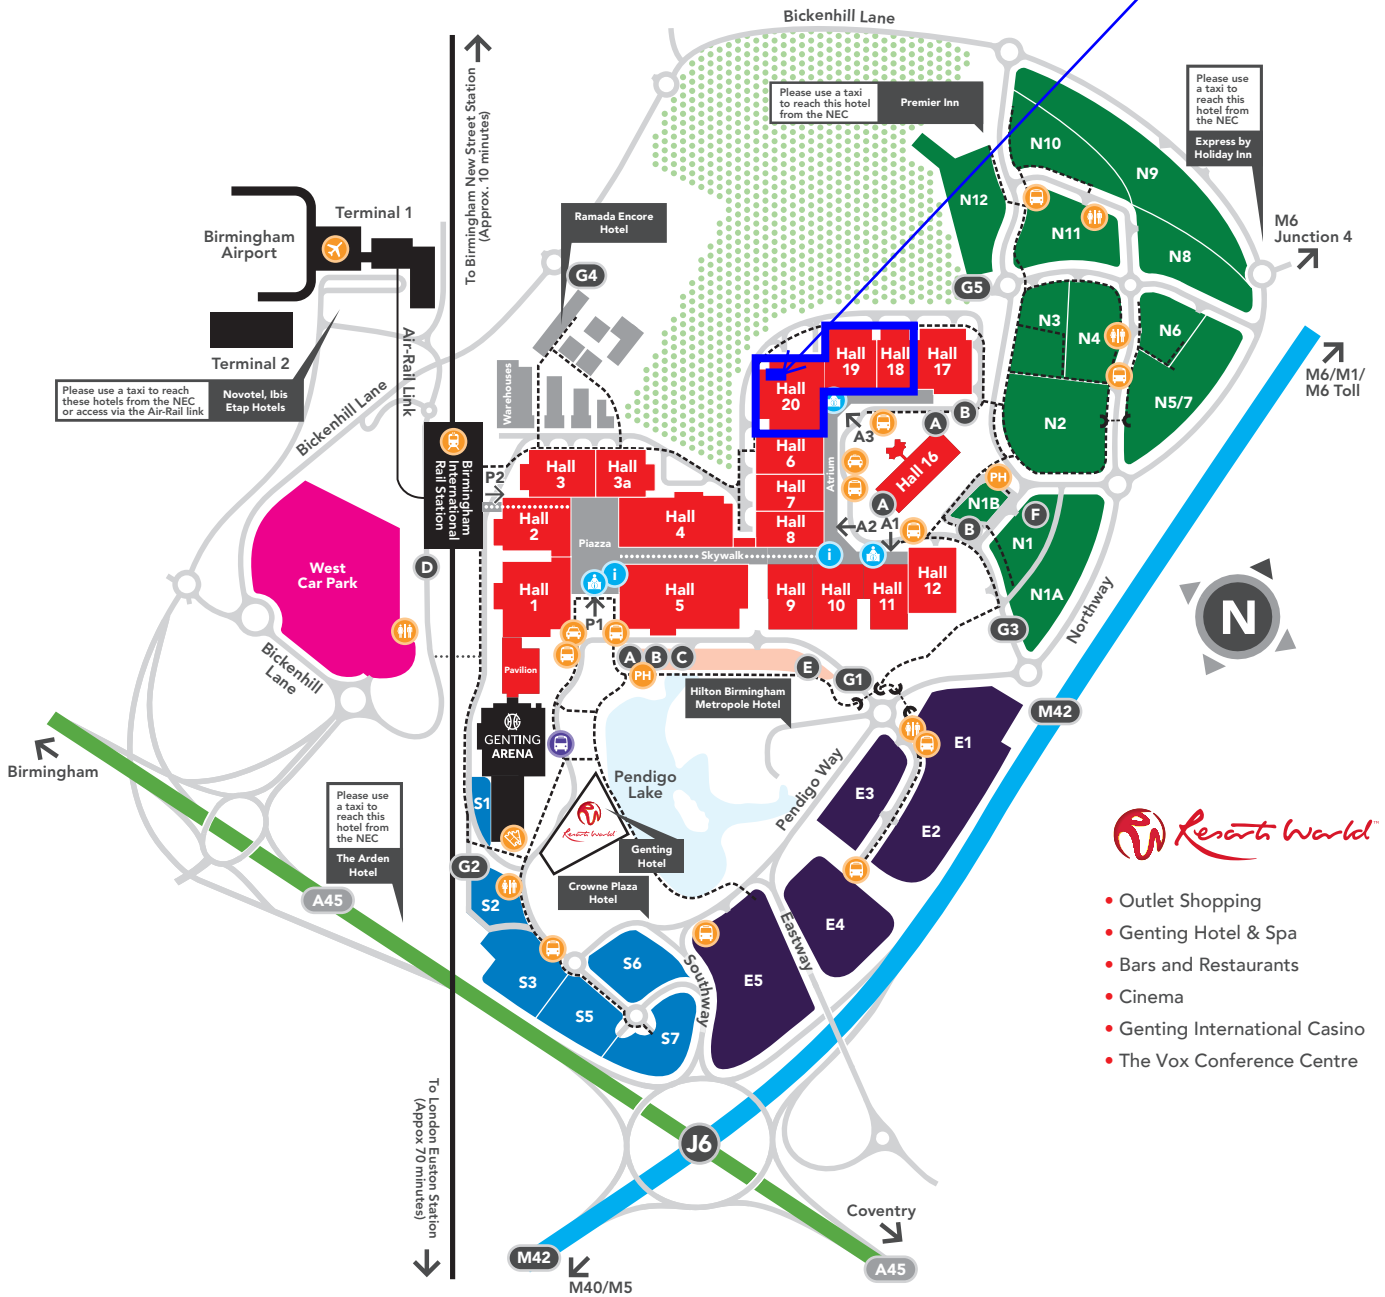 Bickenhill Lane
To Birmingham New Street Station
(Approx. 10 minutes)
Please use a taxi
to reach this hotel
from the NEC
Premier Inn
Please use
a taxi to
reach this
hotel from
the NEC
Express by
Holiday Inn
N10
N9
N12
N11
N8
M6
Junction 4
Terminal 1
Birmingham
Airport
Ramada Encore
Hotel
G4
G5
N3
N4
N6
M6/M1/
M6 Toll
Terminal 2
Air-Rail Link
Please use a taxi to reach
these hotels from the NEC
or access via the Air-Rail link
Novotel, Ibis
Etap Hotels
Bickenhill Lane
Warehouses
Hall
19
Hall
18
Hall
17
Hall
20
N5/7
N2
A3
A
B
Birmingham
International
Rail Station
P2
Hall
3
Hall
3a
Hall
6
Atrium
Hall 16
PH
Hall
7
A
N1B
F
B
Hall
2
Hall
4
Hall
8
A2
A1
N1
Piazza
Skywalk
i
West
Car Park
D
i
Hall
1
P1
Hall
5
Hall
9
Hall
10
Hall
11
Hall
12
N1A
Northway
N
G3
Bickenhill
Lane
Pavilion
A
B
C
E
PH
G1
Hilton Birmingham
Metropole Hotel
M42
GENTING
ARENA
E1
Birmingham
Pendigo
Lake
Pendigo Way
E3
E2
Please use
a taxi to
reach this
hotel from
the NEC
The Arden
Hotel
S1
Resorts World
Genting
Hotel
Resorts World
G2
Crowne Plaza
Hotel
A45
S2
E4
Eastway
Outlet Shopping
Genting Hotel & Spa
Bars and Restaurants
Cinema
Genting International Casino
The Vox Conference Centre
S6
S3
S5
S7
Southway
E5
To London Euston Station
(Appox 70 minutes)
J6
Coventry
M42
A45
M40/M5